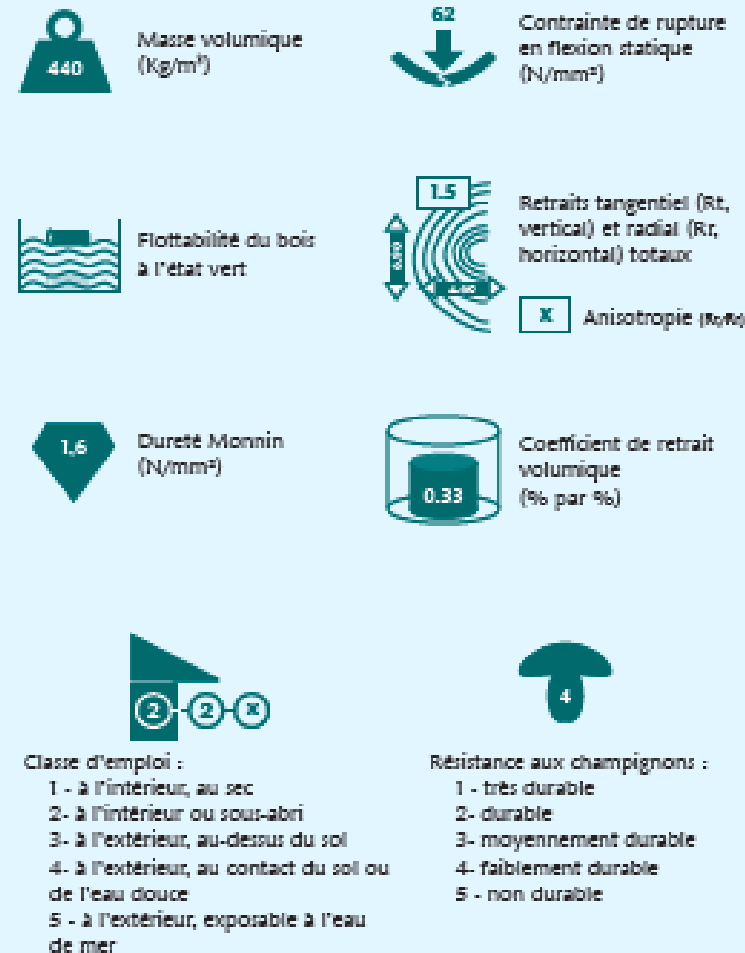 440
Masse volumique
(Kg/m³)
62
Contrainte de rupture
en flexion statique
(N/mm²)
Flottabilité du bois
à l'état vert
1.5
Retraits tangentiel (Rt,
vertical) et radial (Rr,
horizontal) totaux
X
Anisotropie
1,6
Dureté Monnin
(N/mm²)
0.33
Coefficient de retrait
volumique
(% par %)
2 2 X
Classe d'emploi :
1 - à l'intérieur, au sec
2- à l'intérieur ou sous-abri
3- à l'extérieur, au-dessus du sol
4- à l'extérieur, au contact du sol ou
de l'eau douce
5 - à l'extérieur, exposable à l'eau
de mer
4
Résistance aux champignons :
1 - très durable
2- durable
3- moyennement durable
4- faiblement durable
5 - non durable